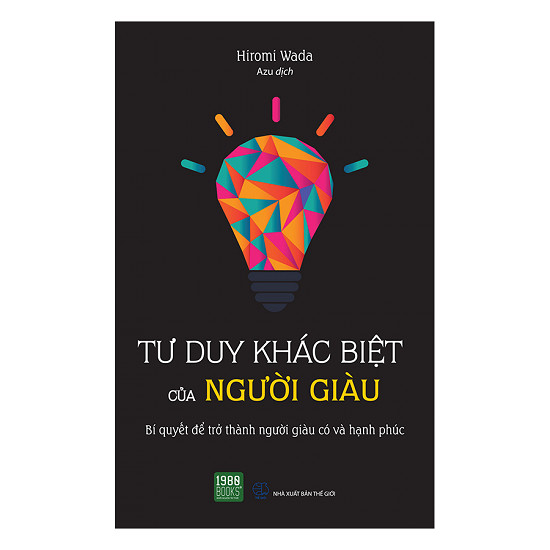 Hiromi Wada
Azu dịch
TƯ DUY KHÁC BIỆT
CỦA NGƯỜI GIÀU
Bí quyết để trở thành người giàu có và hạnh phúc
1980
BOOKS
NHÀ XUẤT BẢN THẾ GIỚI